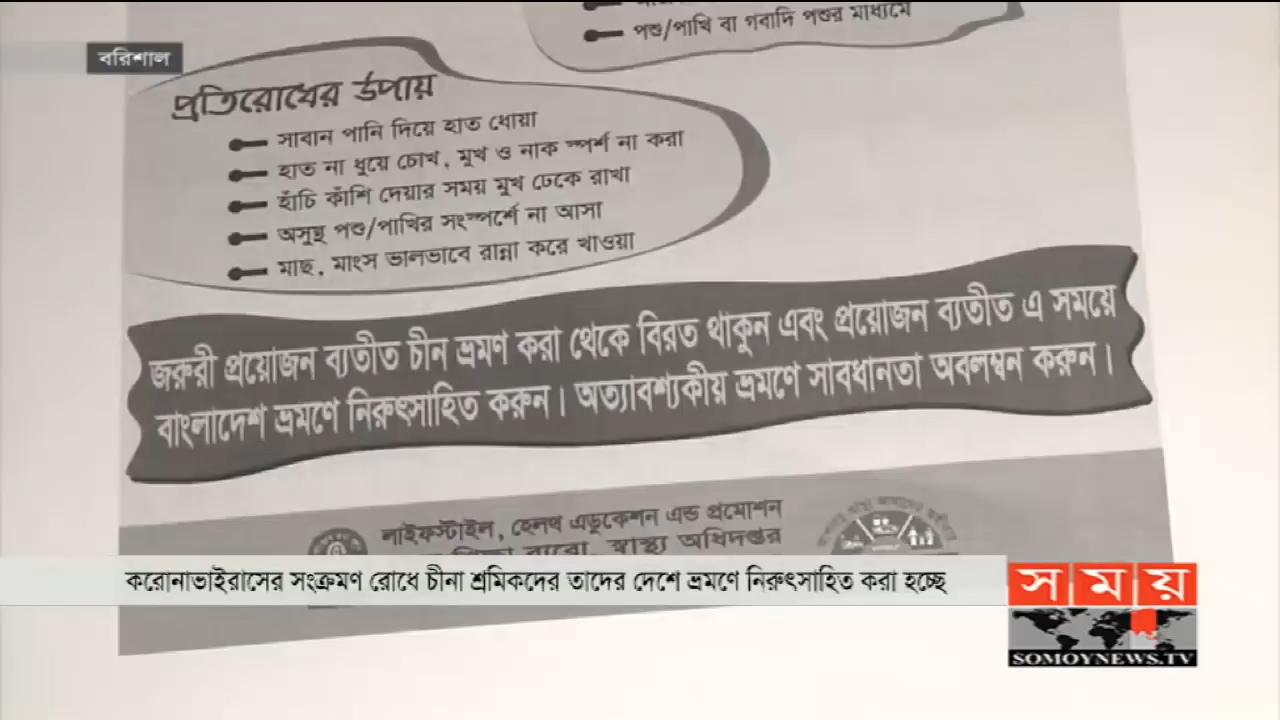 পশু/পাখি বা গবাদি পশুর মাধ্যমে
বরিশাল
প্রতিরোধের উপায়
সাবান পানি দিয়ে হাত ধোয়া
হাত না ধুয়ে চোখ, মুখ ও নাক স্পর্শ না করা
হাঁচি কাঁশি দেয়ার সময় মুখ ঢেকে রাখা
অসুস্থ পশু/পাখির সংস্পর্শে না আসা
মাছ, মাংস ভালভাবে রান্না করে খাওয়া
জরুরী প্রয়োজন ব্যতীত চীন ভ্রমণ করা থেকে বিরত থাকুন এবং প্রয়োজন ব্যতীত এ সময়ে
বাংলাদেশ ভ্রমণে নিরুৎসাহিত করুন। অত্যাবশ্যকীয় ভ্রমণে সাবধানতা অবলম্বন করুন।
লাইফস্টাইল, হেলথ এডুকেশন এন্ড প্রমোশন
স্বাস্থ্য অধিদপ্তর
করোনাভাইরাসের সংক্রমণ রোধে চীনা শ্রমিকদের তাদের দেশে ভ্রমণে নিরুৎসাহিত করা হচ্ছে
সময়
SOMOYNEWS.TV